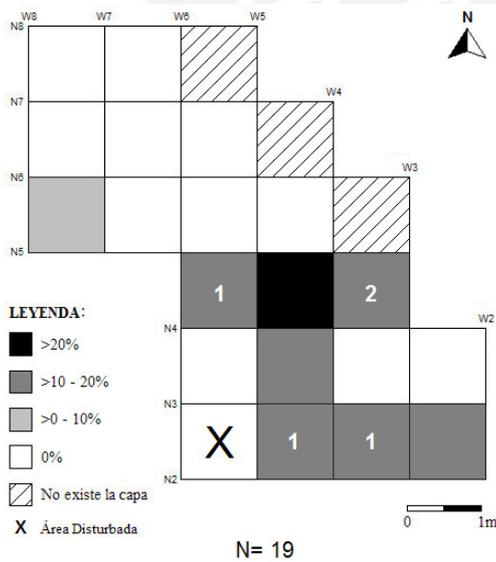 W8 W7 W6 W5
N8
N
N7
W4
N6
W3
N5
1 2
LEYENDA:
N4
W2
>20%
>10 - 20%
N3
>0 - 10%
X 1 1
0%
N2
No existe la capa
X Área Disturbada
0 1m
N= 19